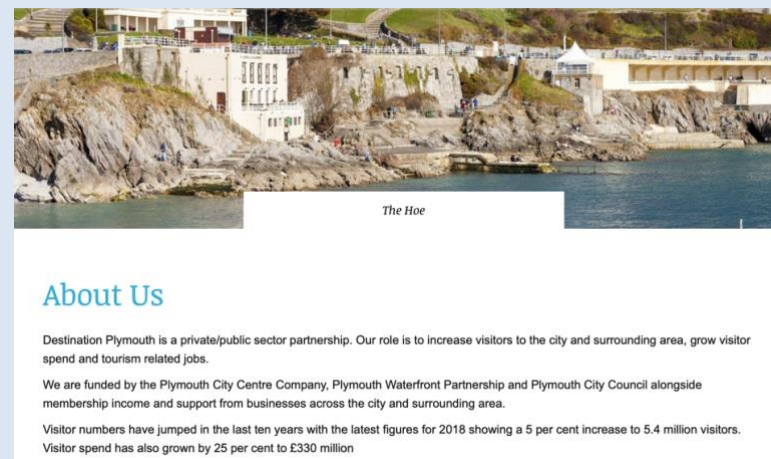 The Hoe
About Us
Destination Plymouth is a private/public sector partnership. Our role is to increase visitors to the city and surrounding area, grow visitor
spend and tourism related jobs.
We are funded by the Plymouth City Centre Company, Plymouth Waterfront Partnership and Plymouth City Council alongside
membership income and support from businesses across the city and surrounding area.
Visitor numbers have jumped in the last ten years with the latest figures for 2018 showing a 5 per cent increase to 5.4 million visitors.
Visitor spend has also grown by 25 per cent to £330 million